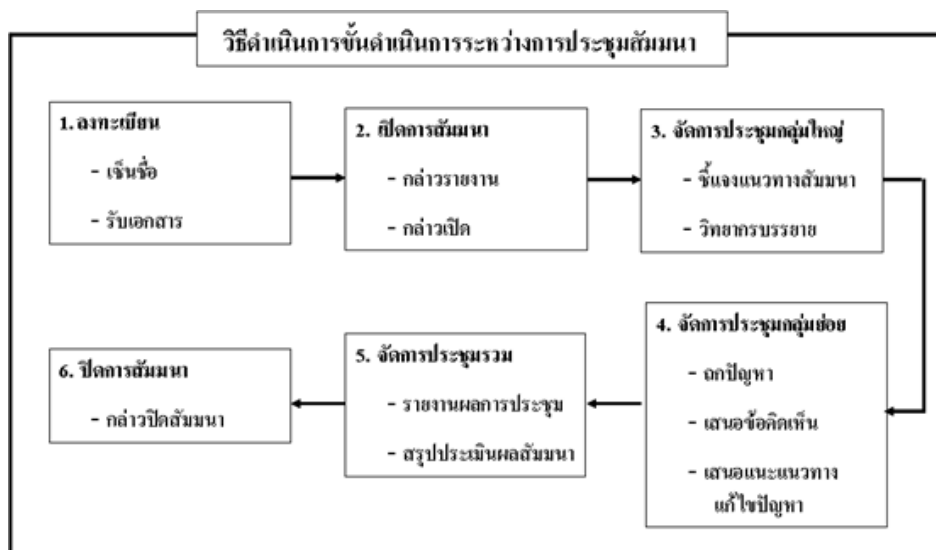 วิธีดำเนินการขั้นดำเนินการระหว่างการประชุมสัมมนา
1. ลงทะเบียน
- เซ็นชื่อ
- รับเอกสาร
2. เปิดการสัมมนา
- กล่าวรายงาน
- กล่าวเปิด
3. จัดการประชุมกลุ่มใหญ่
- ชี้แจงแนวทางสัมมนา
- วิทยากรบรรยาย
4. จัดการประชุมกลุ่มย่อย
- ถกปัญหา
- เสนอข้อคิดเห็น
- เสนอแนะแนวทาง
แก้ไขปัญหา
5. จัดการประชุมรวม
- รายงานผลการประชุม
- สรุปประเมินผลสัมมนา
6. ปิดการสัมมนา
- กล่าวปิดสัมมนา